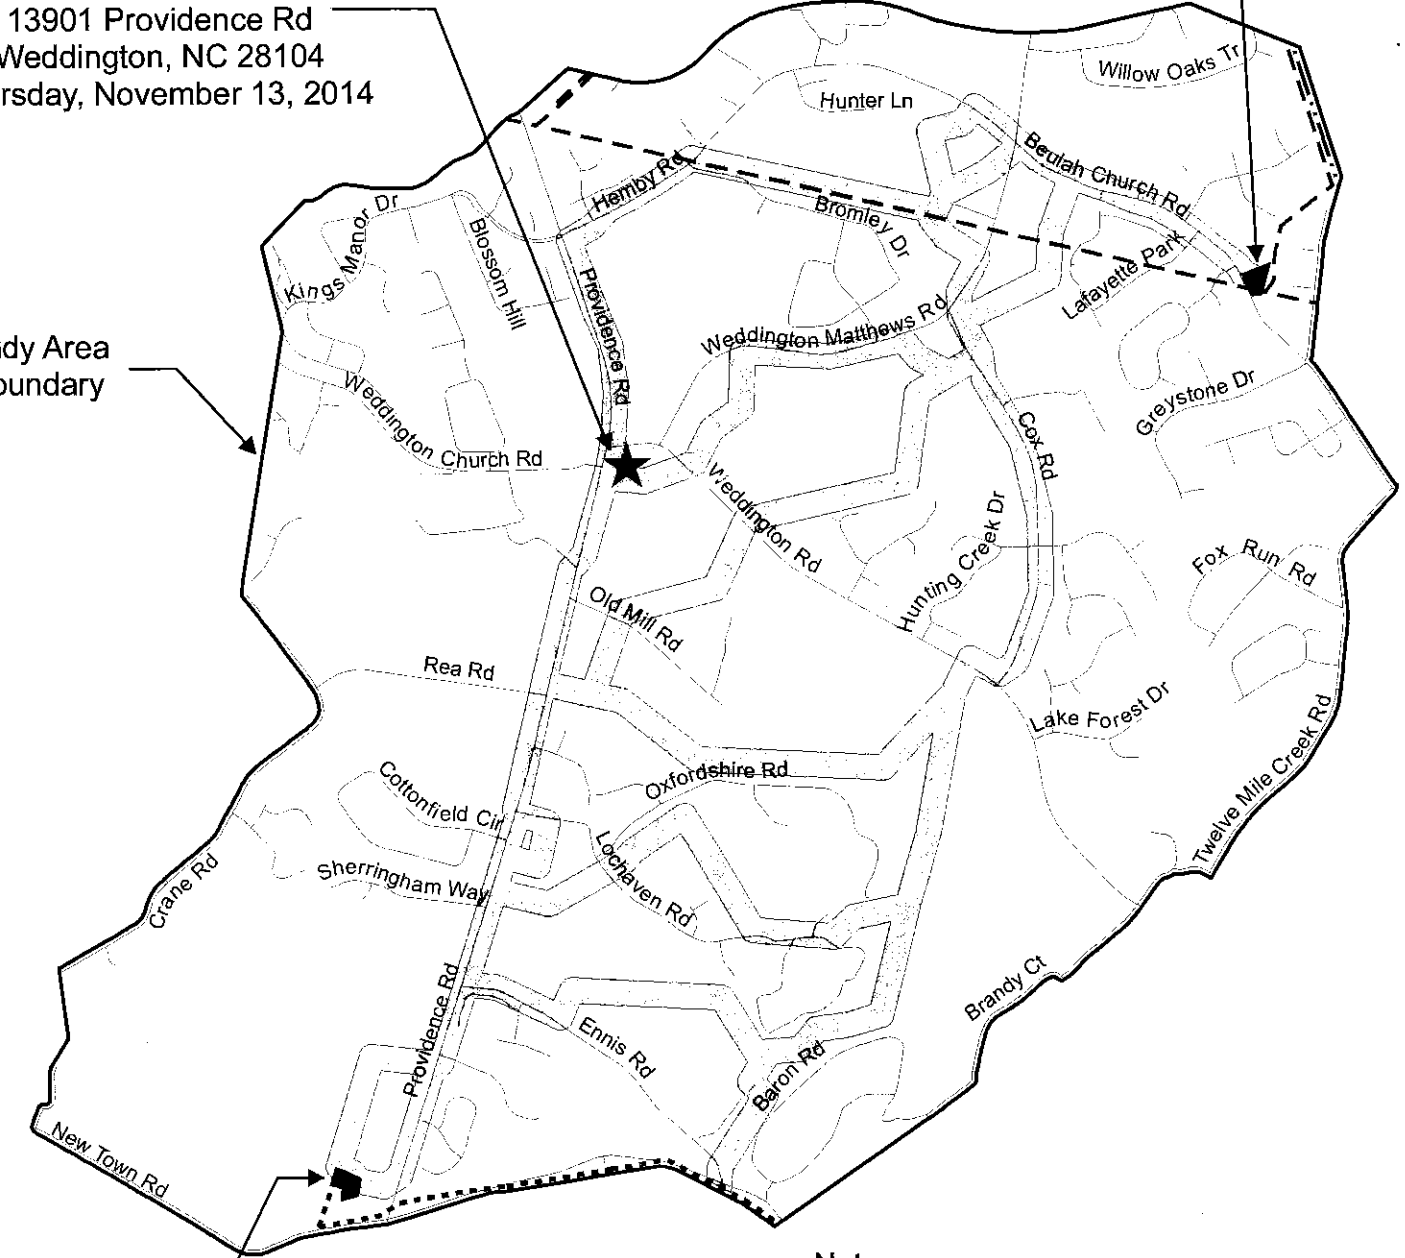 13901 Providence Rd
Weddington, NC 28104
rsday, November 13, 2014
Willow Oaks Tr
Hunter Ln
Beulah Church Rd
Hemby Rd
Bromley Dr
Kings Manor Dr
Blossom Hill
Lafayette Park
Providence Rd
Weddington Matthews Rd
dy Area
oundary
Weddington Church Rd
Greystone Dr
Cox Rd
Weddington Rd
Hunting Creek Dr
Fox Run Rd
Old Mill Rd
Rea Rd
Lake Forest Dr
Oxfordshire Rd
Cottonfield Cir
Twelve Mile Creek Rd
Lochaven Rd
Sherringham Way
Crane Rd
Providence Rd
Brandy Ct
Ennis Rd
Baron Rd
New Town Rd